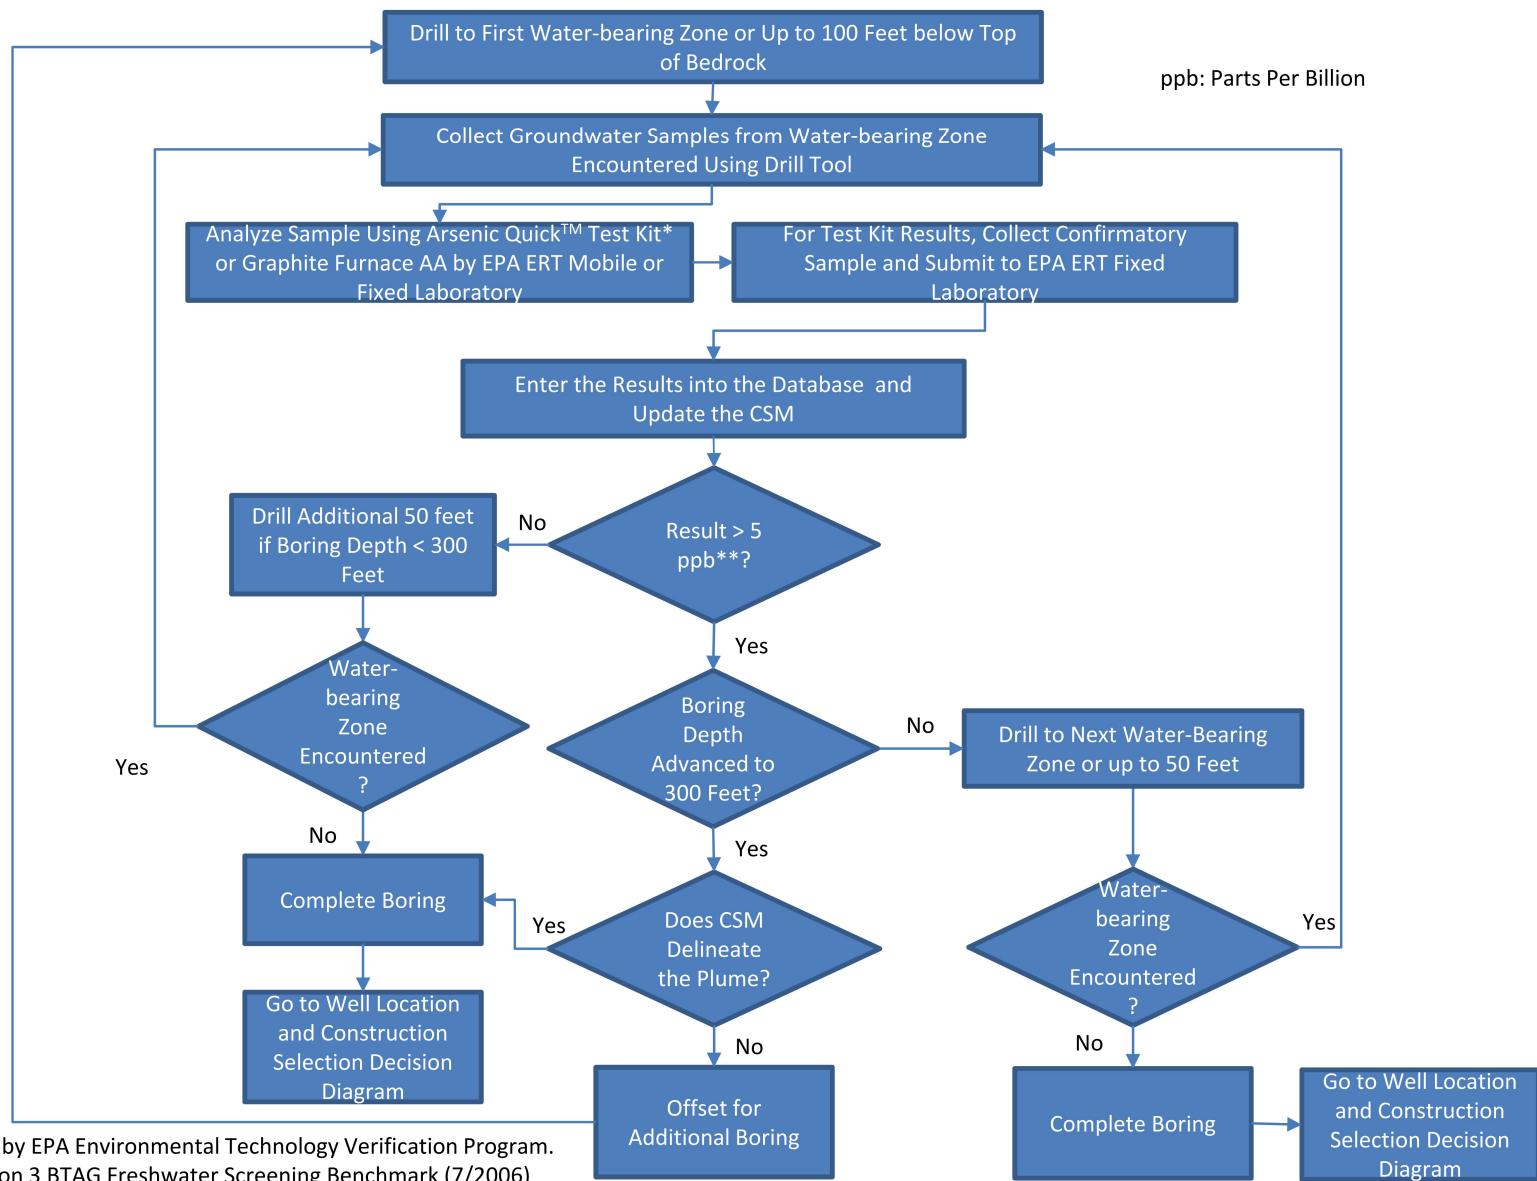 Drill to First Water-bearing Zone or Up to 100 Feet below Top
of Bedrock
ppb: Parts Per Billion
Collect Groundwater Samples from Water-bearing Zone
Encountered Using Drill Tool
Analyze Sample Using Arsenic Quick™ Test Kit*
or Graphite Furnace AA by EPA ERT Mobile or
Fixed Laboratory
For Test Kit Results, Collect Confirmatory
Sample and Submit to EPA ERT Fixed
Laboratory
Enter the Results into the Database and
Update the CSM
Result > 5
ppb**?
No
Drill Additional 50 feet
if Boring Depth < 300
Feet
Yes
Water-
bearing
Zone
Encountered
?
Yes
No
Boring
Depth
Advanced to
300 Feet?
No
Drill to Next Water-Bearing
Zone or up to 50 Feet
Yes
Complete Boring
Yes
Does CSM
Delineate
the Plume?
Water-
bearing
Zone
Encountered
?
Yes
Go to Well Location
and Construction
Selection Decision
Diagram
No
No
Offset for
Additional Boring
Complete Boring
Go to Well Location
and Construction
Selection Decision
Diagram
by EPA Environmental Technology Verification Program.
on 3 BTAG Freshwater Screening Benchmark (7/2006)